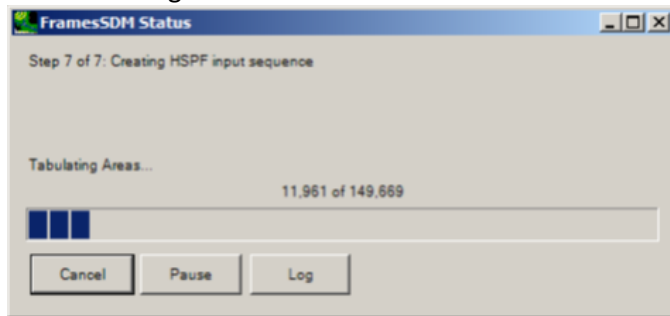 FramesSDM Status
Step 7 of 7: Creating HSPF input sequence
Tabulating Areas...
11,961 of 149,669
Cancel Pause Log